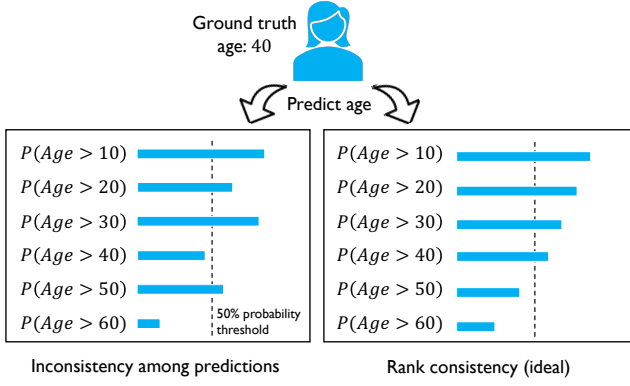 Ground truth
age: 40
Predict age
P(Age > 10)
P(Age > 20)
P(Age > 30)
P(Age > 40)
P(Age > 50)
P(Age > 60)
50% probability
threshold
Inconsistency among predictions
P(Age > 10)
P(Age > 20)
P(Age > 30)
P(Age > 40)
P(Age > 50)
P(Age > 60)
Rank consistency (ideal)